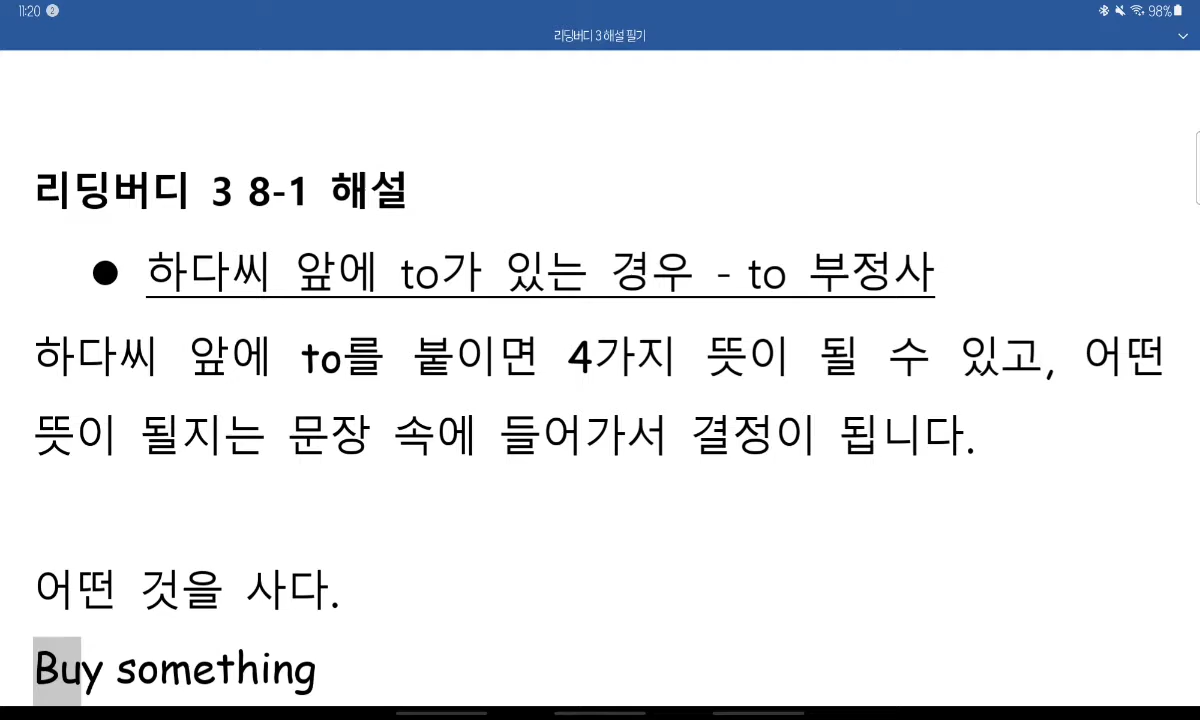 11:20 2 98%
리딩버디 3 해설 필기
리딩버디 3 8-1 해설
● 하다씨 앞에 to가 있는 경우 - to 부정사
하다씨 앞에 to를 붙이면 4가지 뜻이 될 수 있고, 어떤
뜻이 될지는 문장 속에 들어가서 결정이 됩니다.
어떤 것을 사다.
Buy something